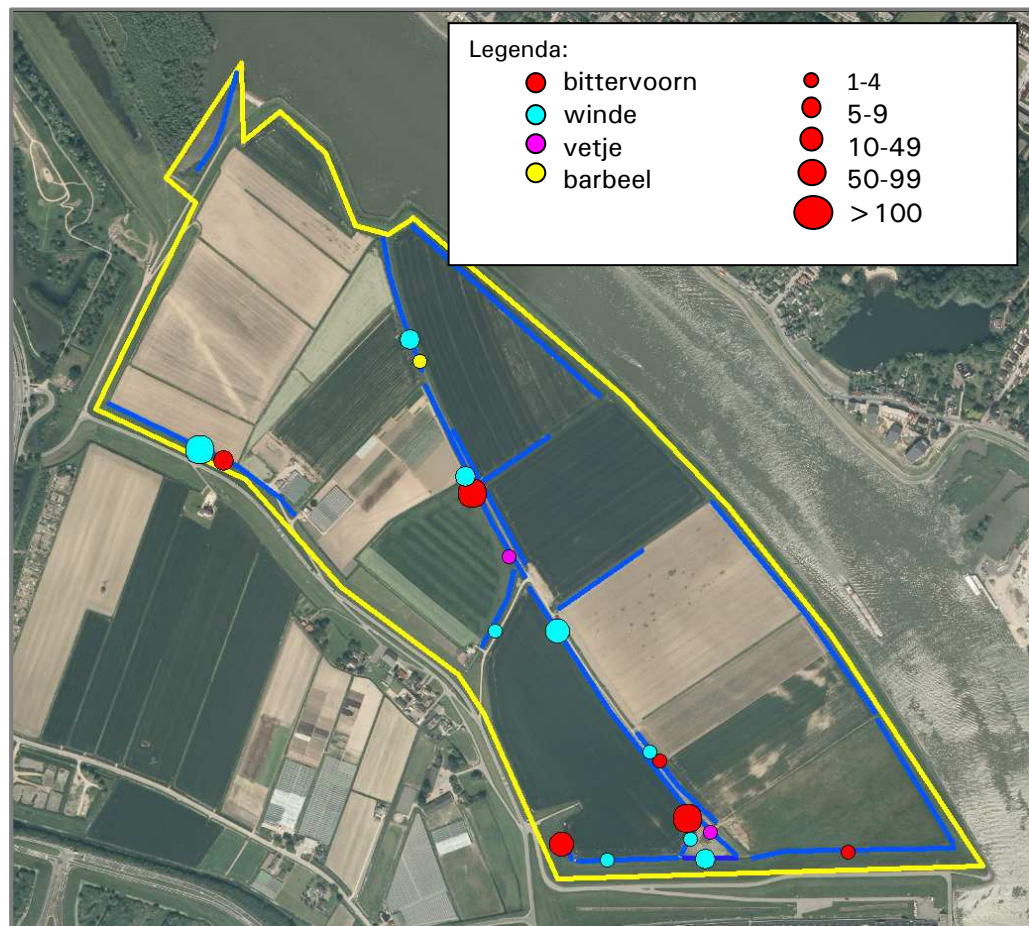 Legenda:
bittervoorn
winde
vetje
barbeel
1-4
5-9
10-49
50-99
>100